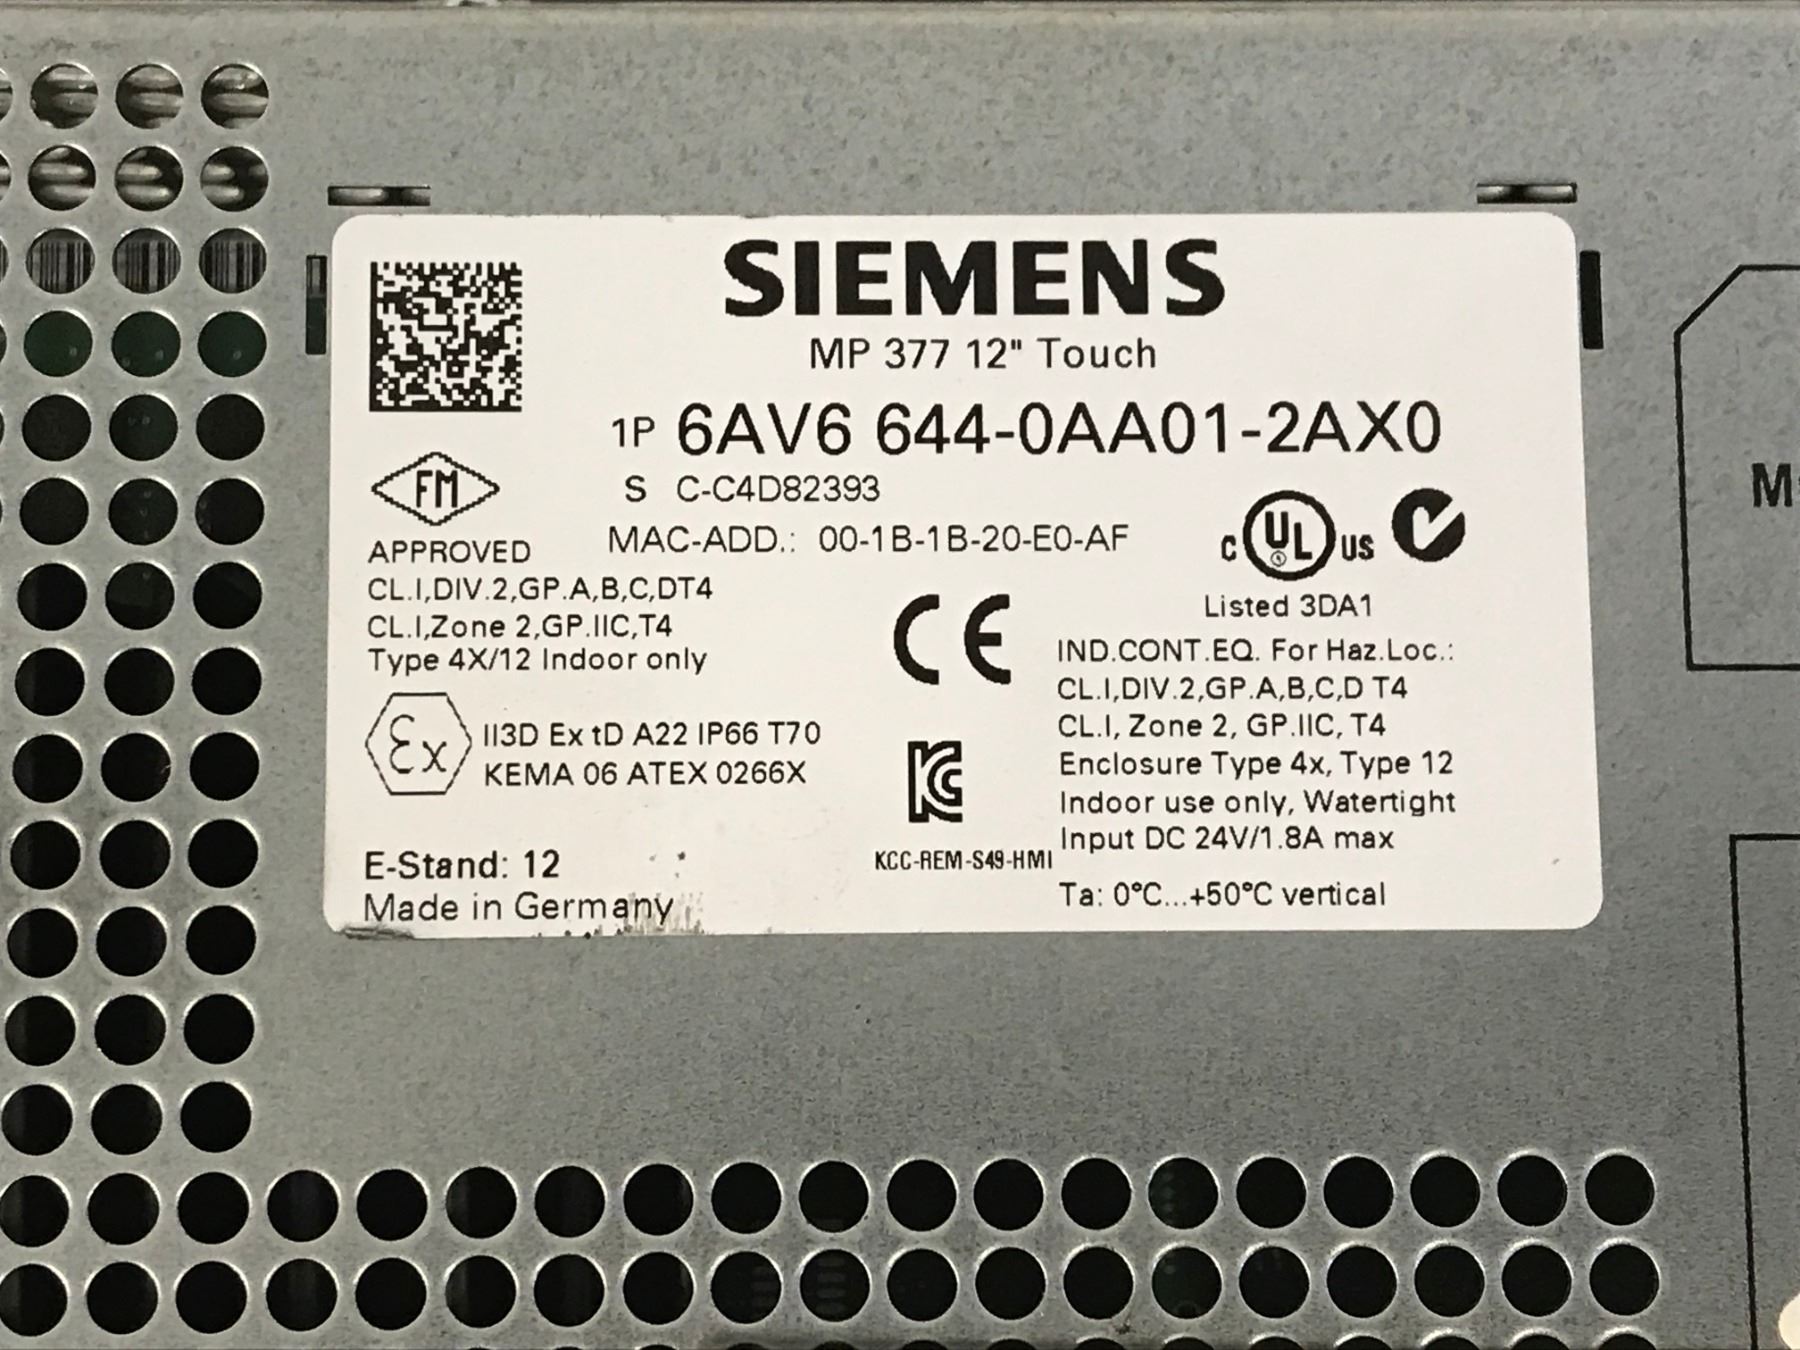 SIEMENS
MP 377 12" Touch
1P 6AV6 644-0AA01-2AX0
S C-C4D82393
MAC-ADD.: 00-1B-1B-20-E0-AF
FM
APPROVED
CL.I,DIV.2,GP.A,B,C,DT4
CL.I,Zone 2,GP.IIC,T4
Type 4X/12 Indoor only
Ex II3D Ex tD A22 IP66 T70
KEMA 06 ATEX 0266X
E-Stand: 12
Made in Germany
CE
KCC-REM-S49-HMI
C UL US
Listed 3DA1
IND.CONT.EQ. For Haz.Loc.:
CL.I,DIV.2,GP.A,B,C,D T4
CL.I, Zone 2, GP.IIC, T4
Enclosure Type 4x, Type 12
Indoor use only, Watertight
Input DC 24V/1.8A max
Ta: 0°C...+50°C vertical